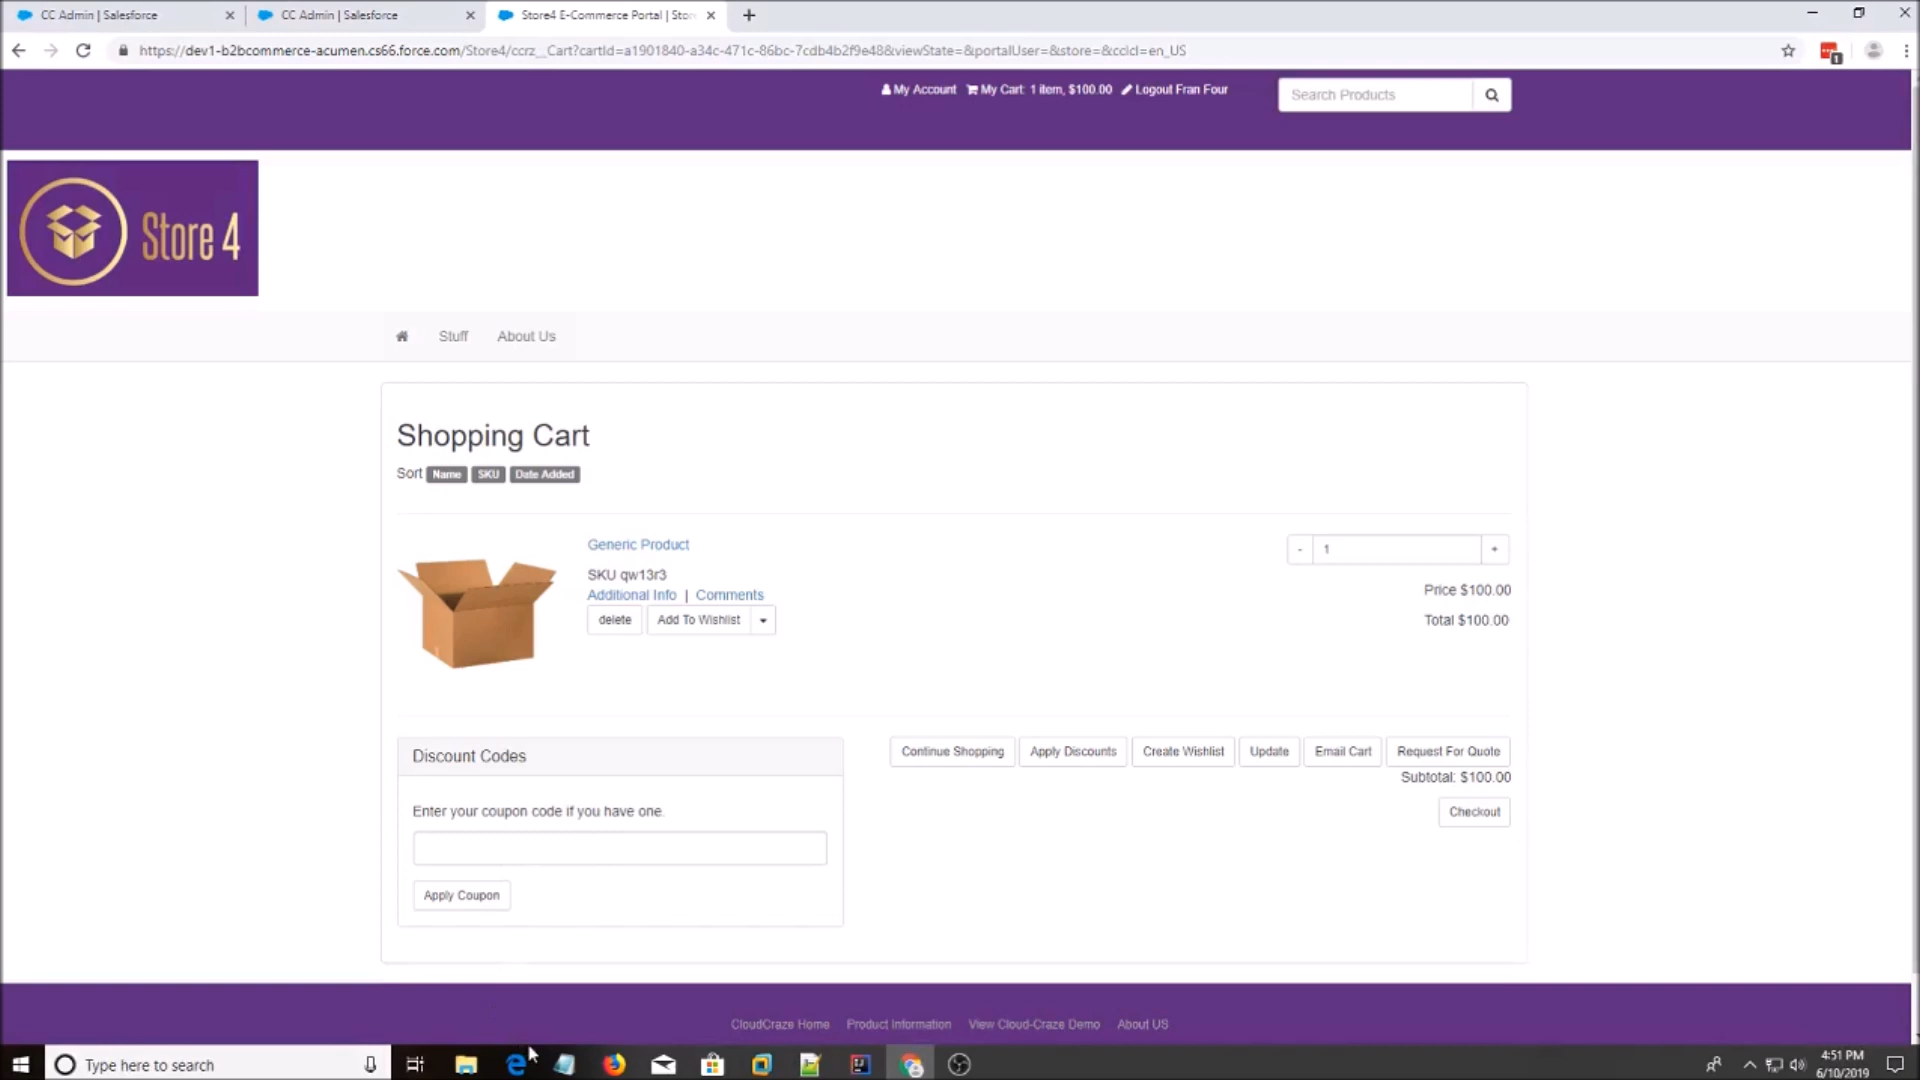 CC Admin | Salesforce
CC Admin | Salesforce
Store4 E-Commerce Portal | Stor
https://dev1-b2bcommerce-acumen.cs66.force.com/Store4/ccrz__Cart?cartId=a1901840-a34c-471c-86bc-7cdb4b2f9e48&viewState=&portalUser=&store=&cclcl=en_US
1
My Account My Cart: 1 item, $100.00 Logout Fran Four
Search Products
Store 4
Stuff About Us
Shopping Cart
Sort Name SKU Date Added
Generic Product
SKU qw13r3
Additional Info | Comments
delete Add To Wishlist
- 1 +
Price $100.00
Total $100.00
Discount Codes
Enter your coupon code if you have one.
Apply Coupon
Continue Shopping Apply Discounts Create Wishlist Update Email Cart Request For Quote
Subtotal: $100.00
Checkout
CloudCraze Home Product Information View Cloud-Craze Demo About US
Type here to search
4:51 PM
6/10/2019